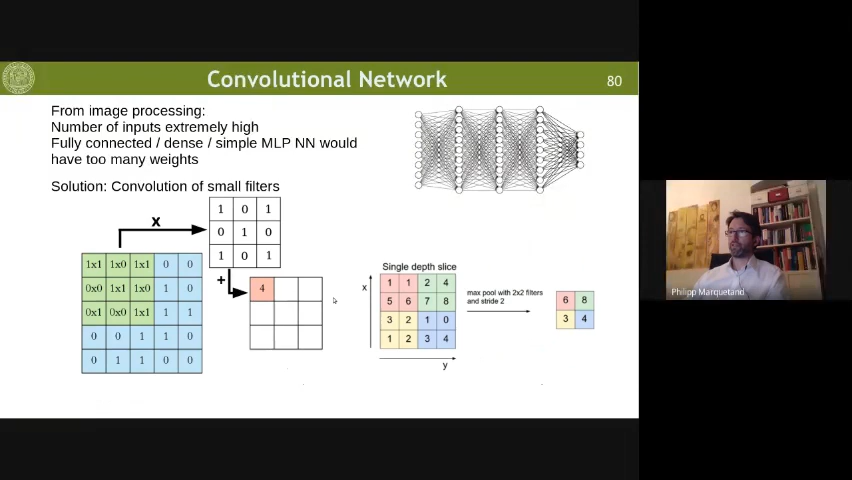 Convolutional Network
80
From image processing:
Number of inputs extremely high
Fully connected / dense / simple MLP NN would
have too many weights
Solution: Convolution of small filters
x
1 0 1
0 1 0
1 0 1
1x1 1x0 1x1 0 0
0x0 1x1 1x0 1 0
0x1 0x0 1x1 1 1
0 0 1 1 0
0 1 1 0 0
+
4
Single depth slice
x
1 1 2 4
5 6 7 8
3 2 1 0
1 2 3 4
y
max pool with 2x2 filters
and stride 2
6 8
3 4
Philipp Marquetand